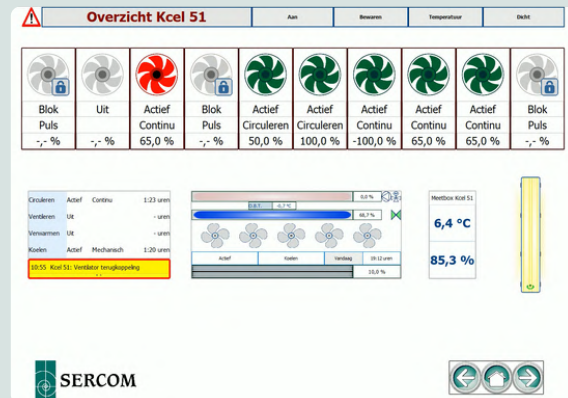 Overzicht Kcel 51
Aan
Bewaren
Temperatuur
Dicht
Blok Uit Actief Blok Actief Actief Actief Actief Actief Blok
Puls Continu Puls Circuleren Circuleren Continu Continu Continu Puls
-,- % -,- % 65,0 % -,- % 50,0 % 100,0 % -100,0 % 65,0 % 65,0 % -,- %
Circuleren Actief Continu 1:23 uren
Ventileren Uit - uren
Verwarmen Uit - uren
Koelen Actief Mechanisch 1:20 uren
10:55 Kcel 51: Ventilator terugkoppeling
-,-
0,0 %
6,7 °C
66,7 %
Actief Koelen Vandaag
10,0 %
Meetbox Kcel 51
6,4 °C
85,3 %
SERCOM